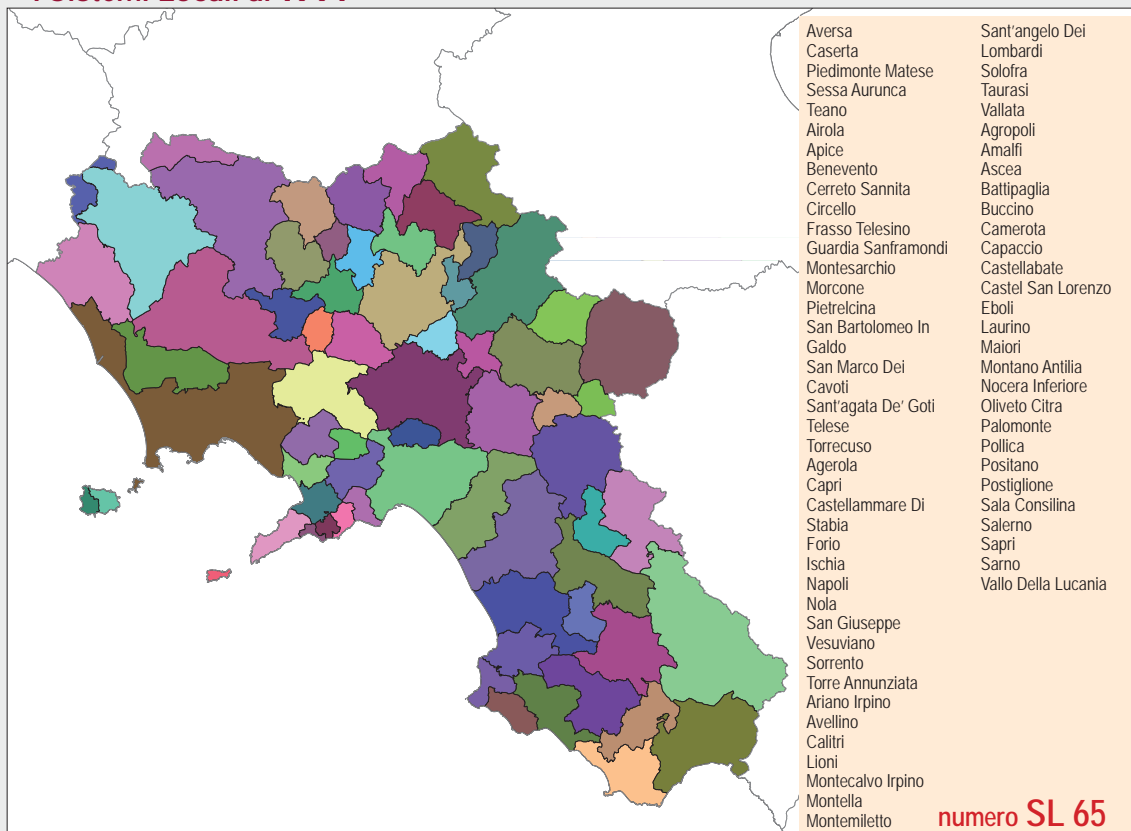 Aversa
Caserta
Piedimonte Matese
Sessa Aurunca
Teano
Airola
Apice
Benevento
Cerreto Sannita
Circello
Frasso Telesino
Guardia Sanframondi
Montesarchio
Morcone
Pietrelcina
San Bartolomeo In
Galdo
San Marco Dei
Cavoti
Sant'agata De' Goti
Telese
Torrecuso
Agerola
Capri
Castellammare Di
Stabia
Forio
Ischia
Napoli
Nola
San Giuseppe
Vesuviano
Sorrento
Torre Annunziata
Ariano Irpino
Avellino
Calitri
Lioni
Montecalvo Irpino
Montella
Montemiletto
Sant'angelo Dei
Lombardi
Solofra
Taurasi
Vallata
Agropoli
Amalfi
Ascea
Battipaglia
Buccino
Camerota
Capaccio
Castellabate
Castel San Lorenzo
Eboli
Laurino
Maiori
Montano Antilia
Nocera Inferiore
Oliveto Citra
Palomonte
Pollica
Positano
Postiglione
Sala Consilina
Salerno
Sapri
Sarno
Vallo Della Lucania
numero SL 65